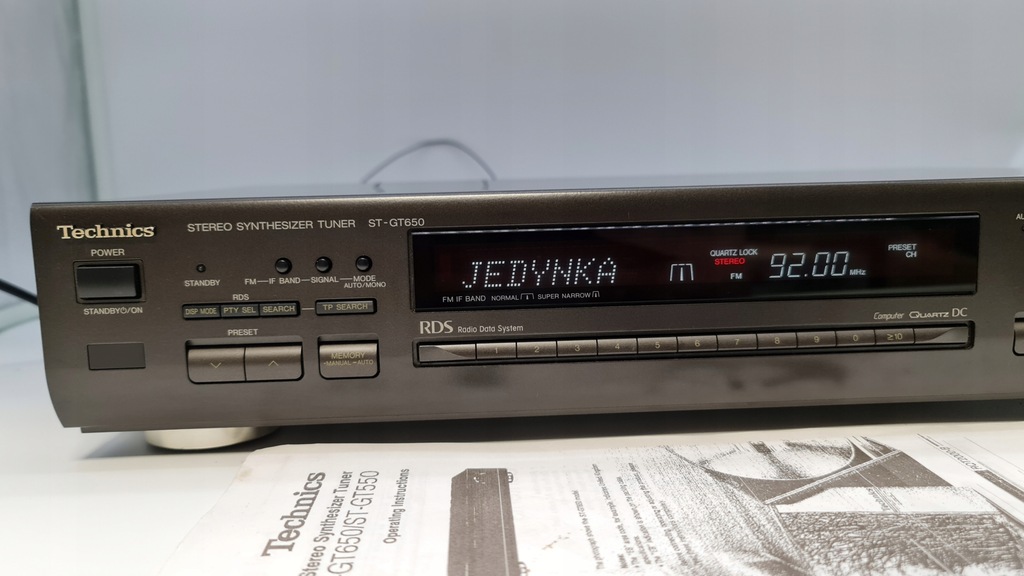 Technics
STEREO SYNTHESIZER TUNER ST-GT650
POWER
STANDBY⏻/ON
STANDBY
FM IF BAND SIGNAL MODE
AUTO/MONO
RDS
DISP MODE PTY SEL SEARCH TP SEARCH
PRESET
MEMORY
MANUAL AUTO
JEDYNKA
QUARTZ LOCK
STEREO
FM
92.00 MHz
PRESET
CH
FM IF BAND NORMAL SUPER NARROW
RDS Radio Data System
Computer QUARTZ DC
1 2 3 4 5 6 7 8 9 0 ≥10
Technics
Stereo Synthesizer Tuner
-GT650/ST-GT550
Operating Instructions